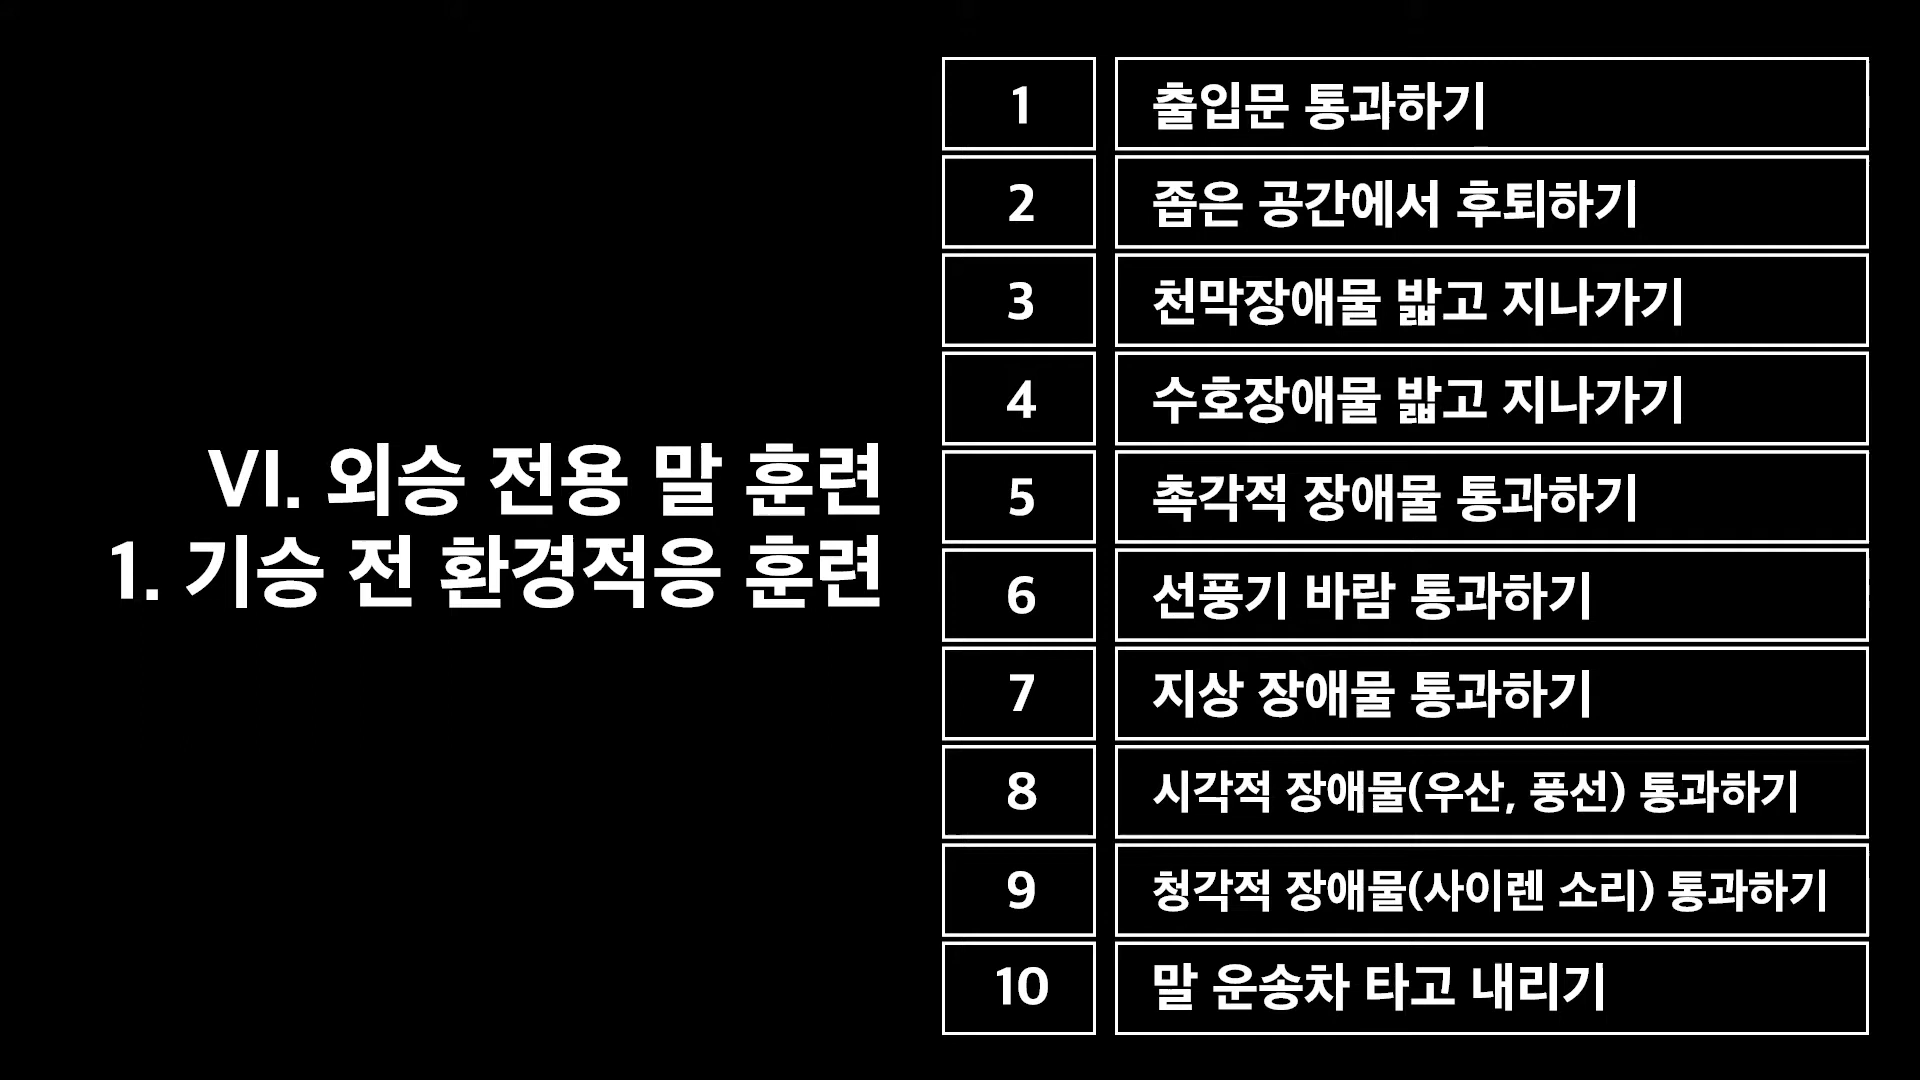 VI. 외승 전용 말 훈련
1. 기승 전 환경적응 훈련
1 출입문 통과하기
2 좁은 공간에서 후퇴하기
3 천막장애물 밟고 지나가기
4 수호장애물 밟고 지나가기
5 촉각적 장애물 통과하기
6 선풍기 바람 통과하기
7 지상 장애물 통과하기
8 시각적 장애물(우산, 풍선) 통과하기
9 청각적 장애물(사이렌 소리) 통과하기
10 말 운송차 타고 내리기